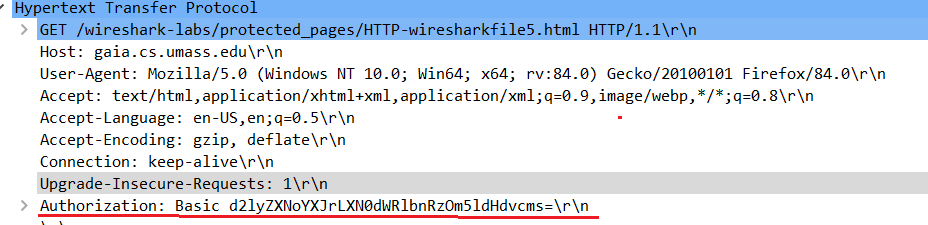 Hypertext Transfer Protocol
GET /wireshark-labs/protected_pages/HTTP-wiresharkfile5.html HTTP/1.1\r\n
Host: gaia.cs.umass.edu\r\n
User-Agent: Mozilla/5.0 (Windows NT 10.0; Win64; x64; rv:84.0) Gecko/20100101 Firefox/84.0\r\n
Accept: text/html,application/xhtml+xml,application/xml;q=0.9,image/webp,*/*;q=0.8\r\n
Accept-Language: en-US,en;q=0.5\r\n
Accept-Encoding: gzip, deflate\r\n
Connection: keep-alive\r\n
Upgrade-Insecure-Requests: 1\r\n
Authorization: Basic d2lyZXNoYXJrLXN0dWRlbnRzOm5ldHdvcms=\r\n